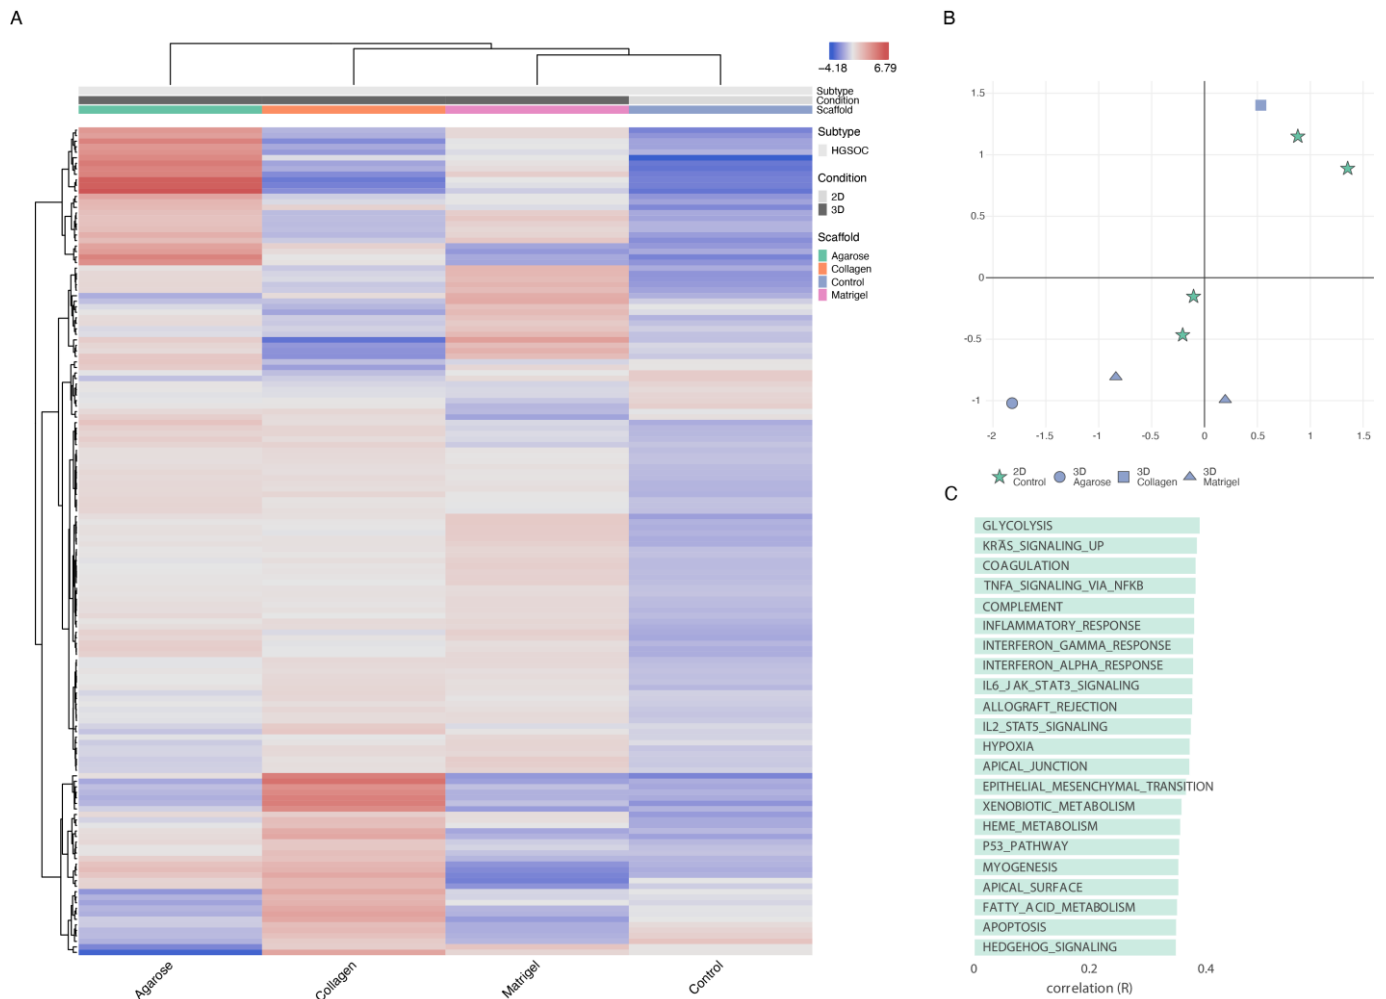 A
−4.18
6.79
Subtype
Condition
Scaffold
Subtype
HGSOC
Condition
2D
3D
Scaffold
Agarose
Collagen
Control
Matrigel
Agarose
Collagen
Matrigel
Control
B
1.5
1
0.5
0
-0.5
-1
-2
-1.5
-1
-0.5
0
0.5
1
1.5
2D
Control
3D
Agarose
3D
Collagen
3D
Matrigel
C
GLYCOLYSIS
KRAS_SIGNALING_UP
COAGULATION
TNFA_SIGNALING_VIA_NFKB
COMPLEMENT
INFLAMMATORY_RESPONSE
INTERFERON_GAMMA_RESPONSE
INTERFERON_ALPHA_RESPONSE
IL6_JAK_STAT3_SIGNALING
ALLOGRAFT_REJECTION
IL2_STAT5_SIGNALING
HYPOXIA
APICAL_JUNCTION
EPITHELIAL_MESENCHYMAL_TRANSITION
XENOBIOTIC_METABOLISM
HEME_METABOLISM
P53_PATHWAY
MYOGENESIS
APICAL_SURFACE
FATTY_ACID_METABOLISM
APOPTOSIS
HEDGEHOG_SIGNALING
0
0.2
0.4
correlation (R)